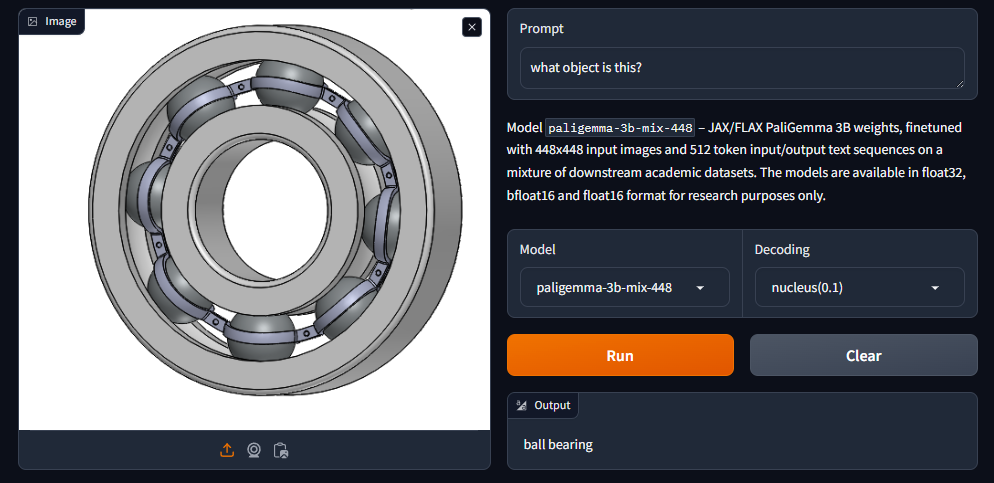 Image
Prompt
what object is this?
Model paligemma-3b-mix-448 – JAX/FLAX PaliGemma 3B weights, finetuned
with 448x448 input images and 512 token input/output text sequences on a
mixture of downstream academic datasets. The models are available in float32,
bfloat16 and float16 format for research purposes only.
Model
Decoding
paligemma-3b-mix-448
nucleus(0.1)
Run
Clear
Output
ball bearing